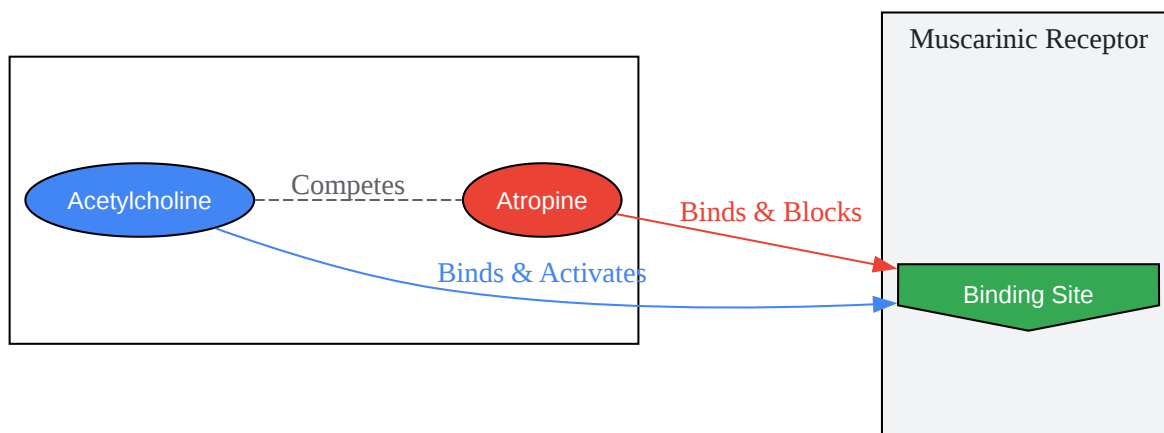 Muscarinic Receptor
Competes
Acetylcholine
Atropine
Binds & Blocks
Binds & Activates
Binding Site